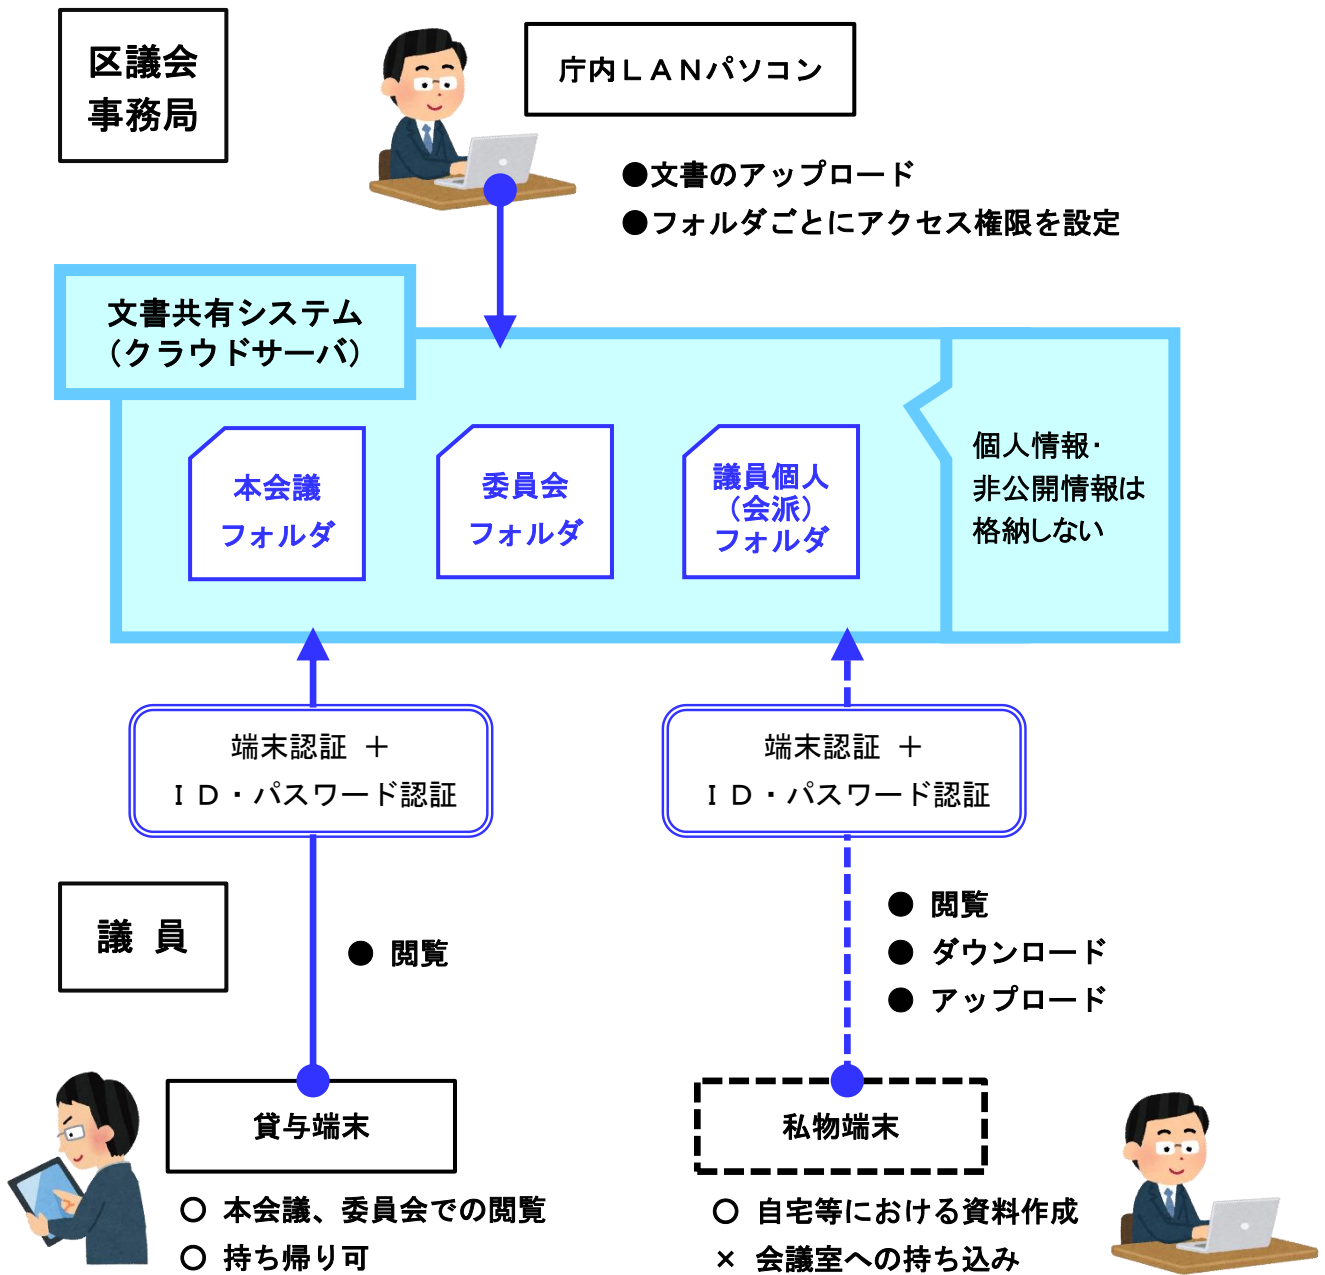 区議会
事務局
庁内ＬＡＮパソコン
●文書のアップロード
●フォルダごとにアクセス権限を設定
文書共有システム
（クラウドサーバ）
本会議
フォルダ
委員会
フォルダ
議員個人
（会派）
フォルダ
個人情報・
非公開情報は
格納しない
端末認証 ＋
ＩＤ・パスワード認証
端末認証 ＋
ＩＤ・パスワード認証
議 員
● 閲覧
● 閲覧
● ダウンロード
● アップロード
貸与端末
○ 本会議、委員会での閲覧
○ 持ち帰り可
私物端末
○ 自宅等における資料作成
× 会議室への持ち込み